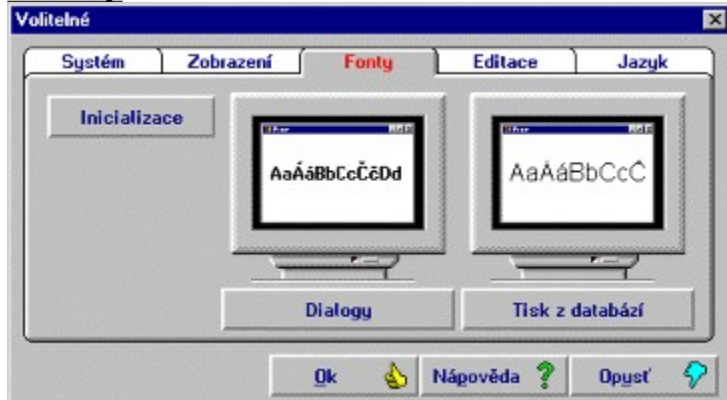 Volitelné
Systém Zobrazení Fonty Editace Jazyk
Inicializace
AaÁáBbCcČčDd AaÁáBbCcČ
Dialogy Tisk z databází
Ok Nápověda ? Opusť